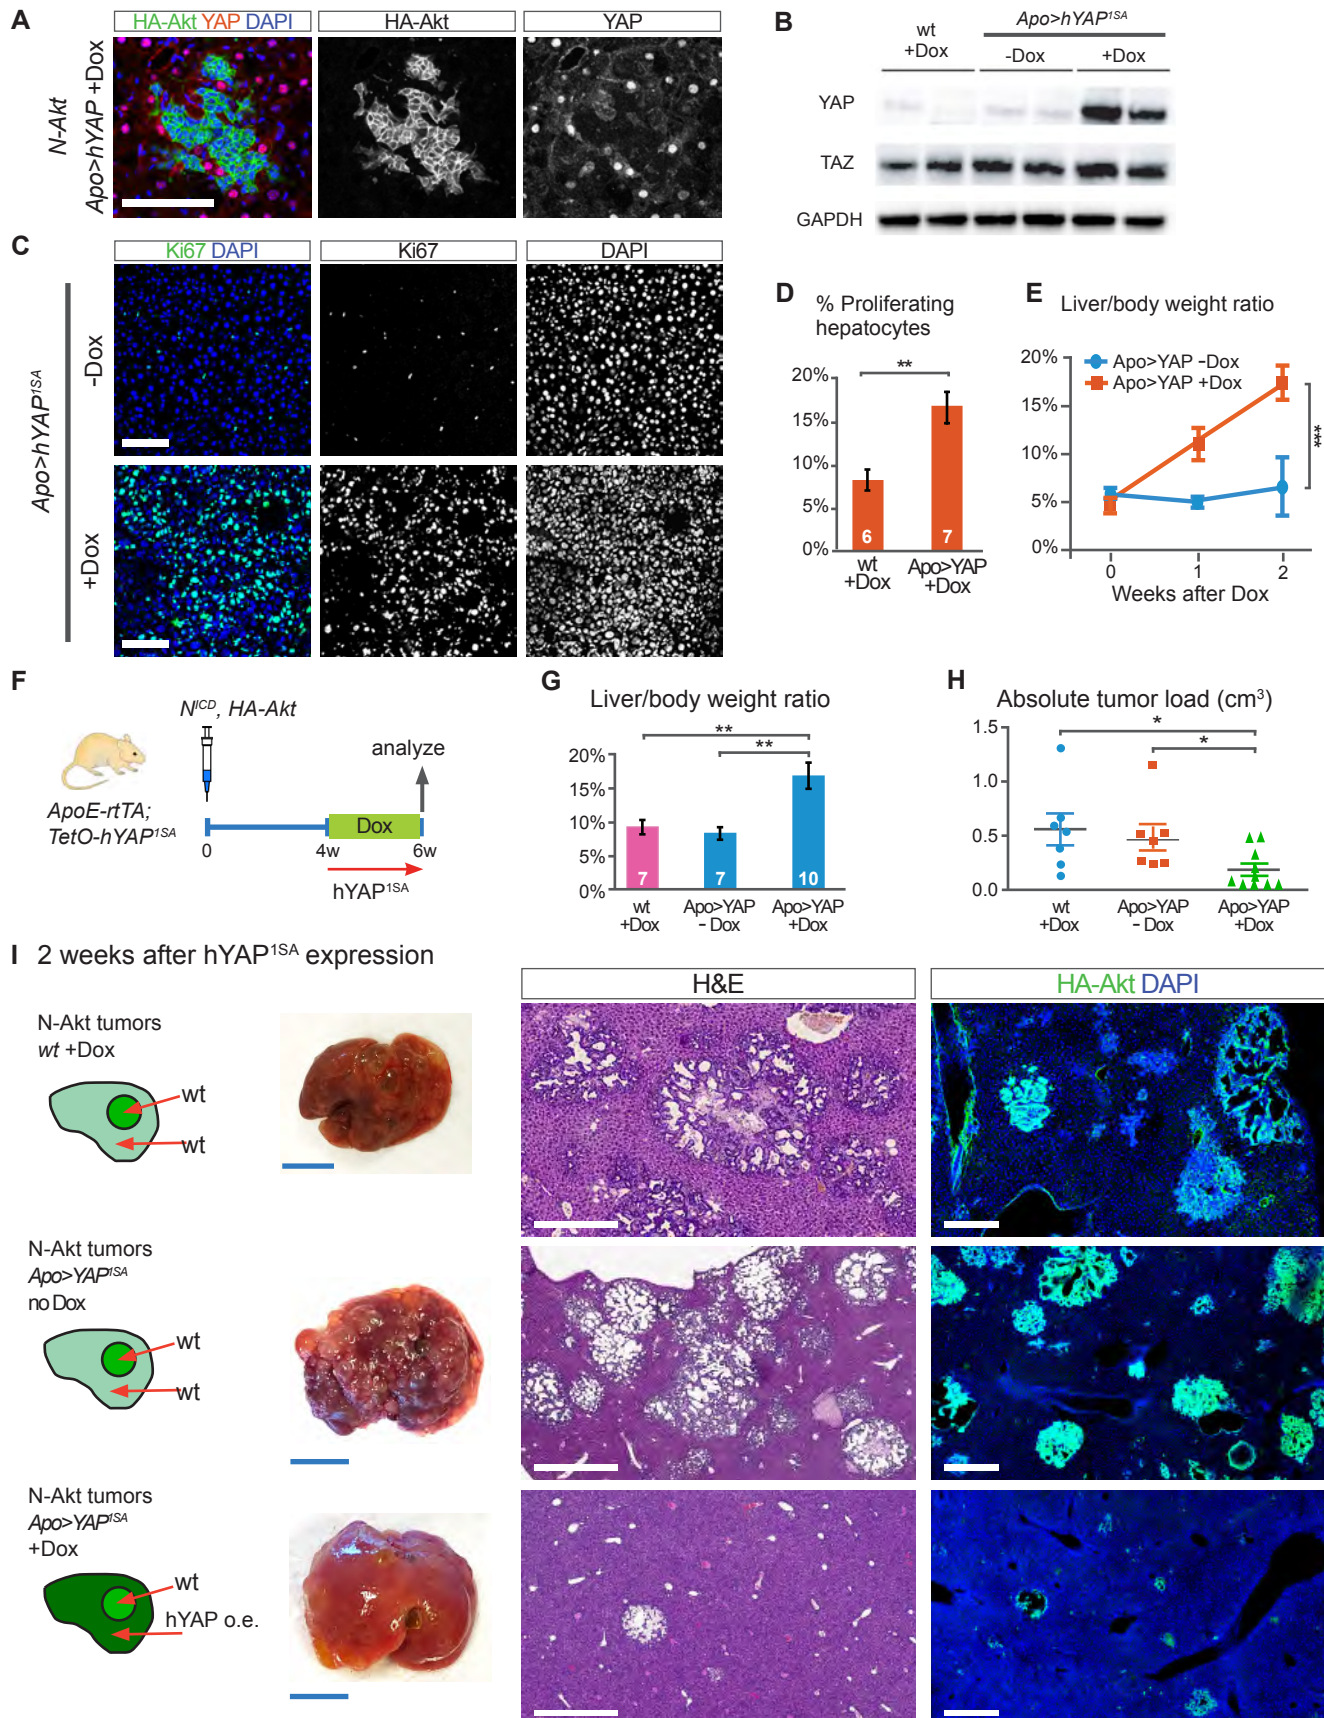 A
HA-Akt YAP DAPI
HA-Akt
YAP
N-Akt
Apo>hYAP +Dox
B
wt
+Dox
Apo>hYAP1SA
-Dox
+Dox
YAP
TAZ
GAPDH
C
Ki67 DAPI
Ki67
DAPI
Apo>hYAP1SA
-Dox
+Dox
D
% Proliferating
hepatocytes
**
20%
15%
10%
5%
0%
6
7
wt
+Dox
Apo>YAP
+Dox
E
Liver/body weight ratio
Apo>YAP –Dox
Apo>YAP +Dox
20%
15%
10%
5%
0%
***
0
1
2
Weeks after Dox
F
NICD, HA-Akt
analyze
ApoE-rtTA;
TetO-hYAP1SA
Dox
0
4w
6w
hYAP1SA
G
Liver/body weight ratio
**
**
20%
15%
10%
5%
0%
7
7
10
wt
+Dox
Apo>YAP
– Dox
Apo>YAP
+Dox
H
Absolute tumor load (cm3)
*
*
1.5
1.0
0.5
0.0
wt
+Dox
Apo>YAP
– Dox
Apo>YAP
+Dox
I 2 weeks after hYAP1SA expression
H&E
HA-Akt DAPI
N-Akt tumors
wt +Dox
wt
wt
N-Akt tumors
Apo>YAP1SA
no Dox
wt
wt
N-Akt tumors
Apo>YAP1SA
+Dox
wt
hYAP o.e.